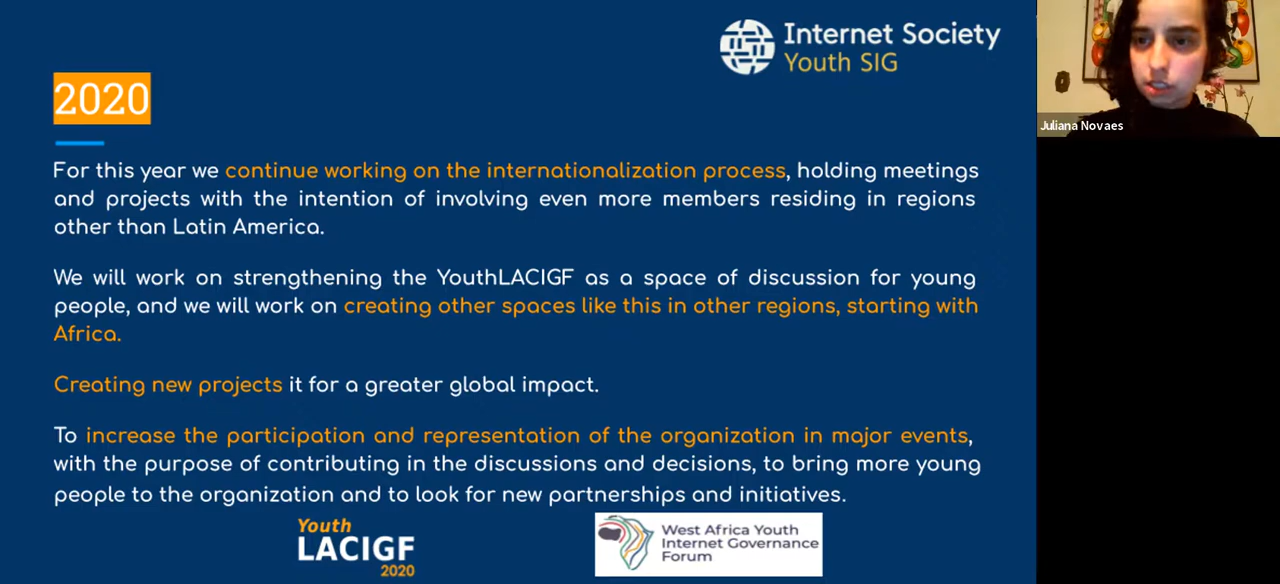 Internet Society
Youth SIG
2020
For this year we continue working on the internationalization process, holding meetings
and projects with the intention of involving even more members residing in regions
other than Latin America.
We will work on strengthening the YouthLACIGF as a space of discussion for young
people, and we will work on creating other spaces like this in other regions, starting with
Africa.
Creating new projects it for a greater global impact.
To increase the participation and representation of the organization in major events,
with the purpose of contributing in the discussions and decisions, to bring more young
people to the organization and to look for new partnerships and initiatives.
Youth
LACIGF
2020
West Africa Youth
Internet Governance
Forum
Juliana Novaes